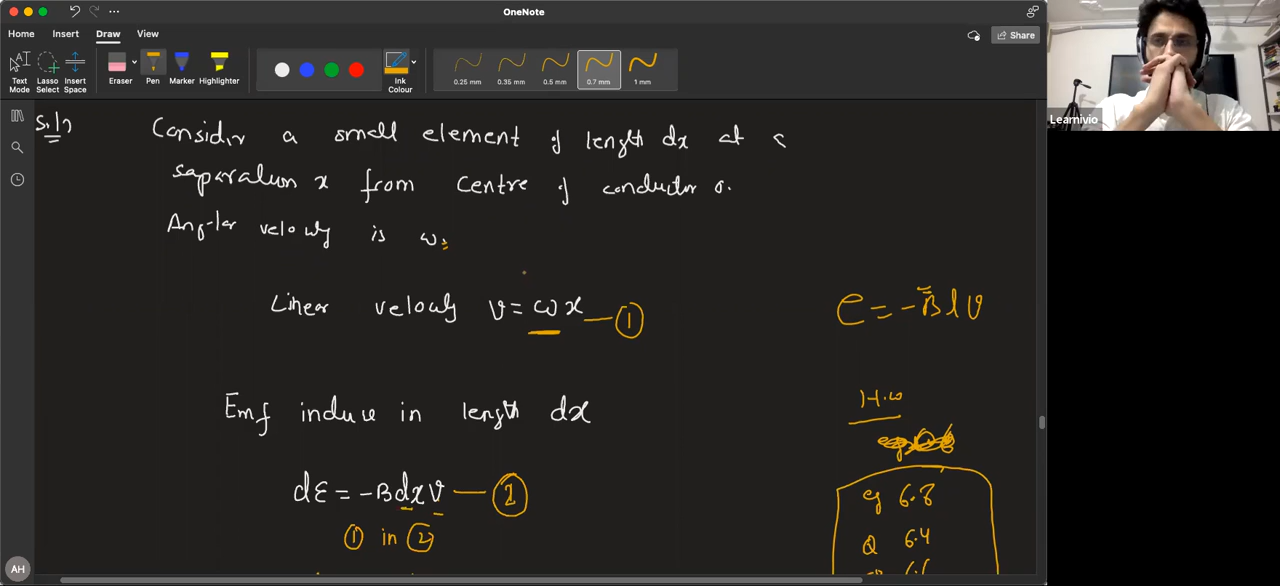 OneNote
Home Insert Draw View
Share
Text Mode
Lasso Select
Insert Space
Eraser
Pen
Marker
Highlighter
Ink Colour
0.25 mm
0.35 mm
0.5 mm
0.7 mm
1 mm
Learnivio
Consider a small element of length dx at a
separation x from centre of conductor o.
Angular velocity is ω.
Linear velocity v = ωx — ①
e = -Blv
Emf induce in length dx
H.w
dε = -Bdxv — ②
① in ②
eg 6.8
Q 6.4
AH